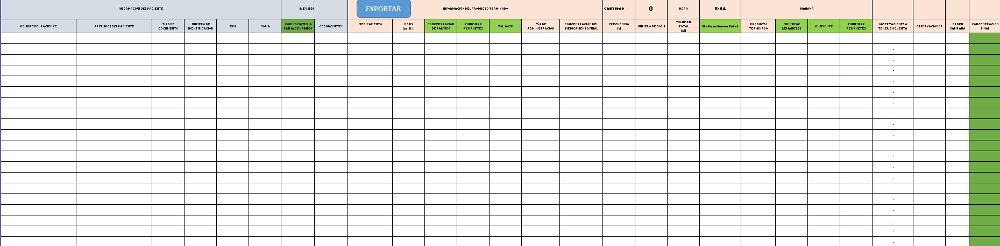 INFORMACIÓN DEL PACIENTE
8/07/2024
EXPORTAR
INFORMACIÓN DEL PRODUCTO TERMINADO
CANTIDAD
0
HORA
8:44
MAÑANA
NOMBRE DEL PACIENTE
APELLIDOS DEL PACIENTE
TIPO DE
DOCUMENTO
NÚMERO DE
IDENTIFICACIÓN
EPS
CAMA
CODIGO MATERIA
PRIMA DE NABUCO
CODIGOS SEVEN
MEDICAMENTO
DOSIS
(mg; U.I)
CONCENTRACION
DE PARTIDA
MINIMIZAR
REMANETES
VOL. DOSIS
VÍA DE
ADMINISTRACIÓN
CONCENTRACIÓN DEL
MEDICAMENTO FINAL
FRECUENCIA
(h)
NÚMERO DE DOSIS
VOLUMEN
TOTAL
(ml)
volumen total
PRODUCTO
TERMINADO
MINIMIZAR
REMANETES
DILUYENTE
MINIMIZAR
REMANETES
OBSERVACIONES A
TENER EN CUENTA
OBSERVACIONES
ORDEN
CAMPAÑA
CONCENTRACION
FINAL